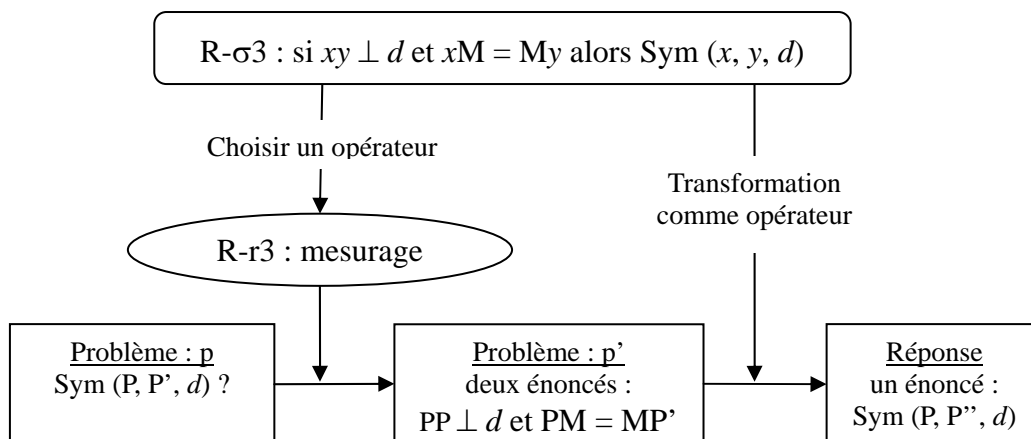 R-σ3 : si xy ⊥ d et xM = My alors Sym (x, y, d)
Choisir un opérateur
Transformation
comme opérateur
R-r3 : mesurage
Problème : p
Sym (P, P’, d) ?
Problème : p’
deux énoncés :
PP ⊥ d et PM = MP’
Réponse
un énoncé :
Sym (P, P’’, d)